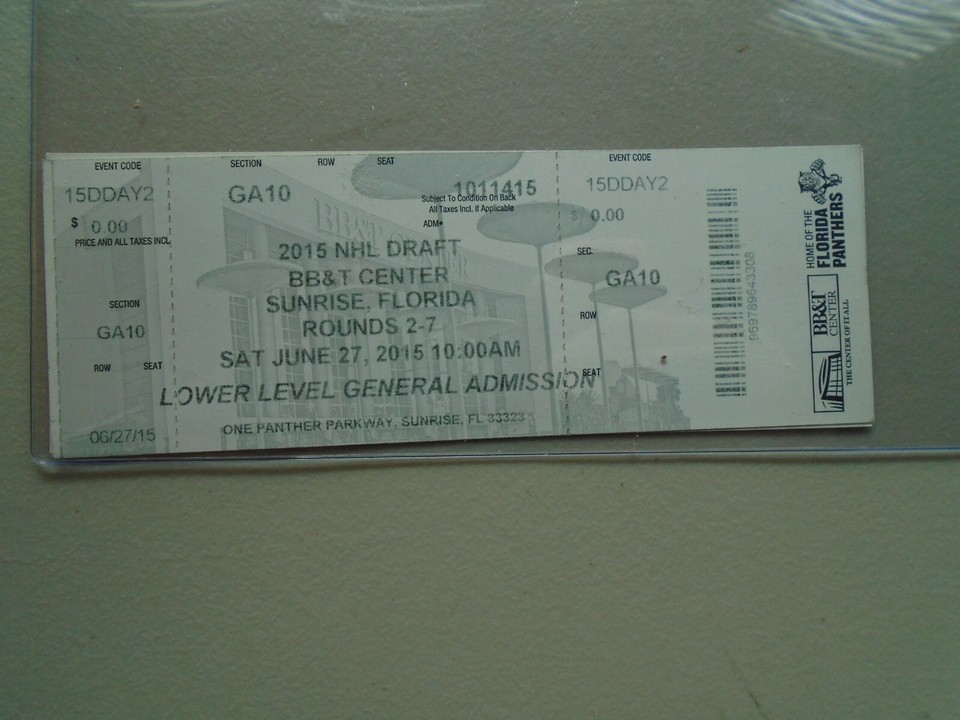 EVENT CODE
15DDAY2
$ 0.00
PRICE AND ALL TAXES INCL
SECTION
GA10
ROW SEAT
06/27/15
SECTION ROW SEAT
GA10 1011415
Subject To Condition On Back
All Taxes Incl. If Applicable
ADM*
BB&T
2015 NHL DRAFT
BB&T CENTER
SUNRISE, FLORIDA
ROUNDS 2-7
SAT JUNE 27, 2015 10:00AM
LOWER LEVEL GENERAL ADMISSION
ONE PANTHER PARKWAY, SUNRISE, FL 33323
EVENT CODE
15DDAY2
$ 0.00
SEC.
GA10
ROW
SEAT
969789643308
HOME OF THE
FLORIDA
PANTHERS
BB&T
CENTER
THE CENTER OF IT ALL